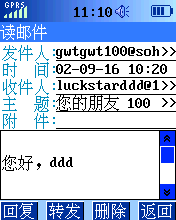 GPRS 11:10
读邮件
发件人:gwtgwt100@soh>>
时 间:02-09-16 10:20
收件人:luckstarddd@1>>
主 题:您的朋友 100 >>
附 件:
您好，ddd
回复 转发 删除 返回